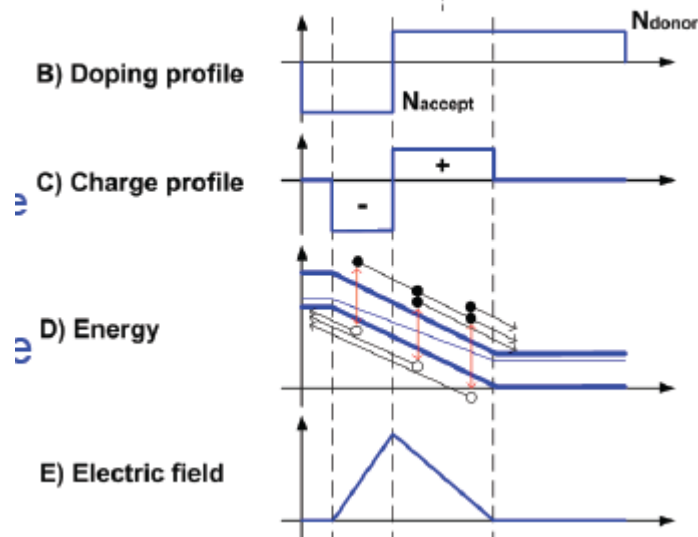 Ndonor
B) Doping profile
Naccept
C) Charge profile
+
-
e
D) Energy
e
E) Electric field